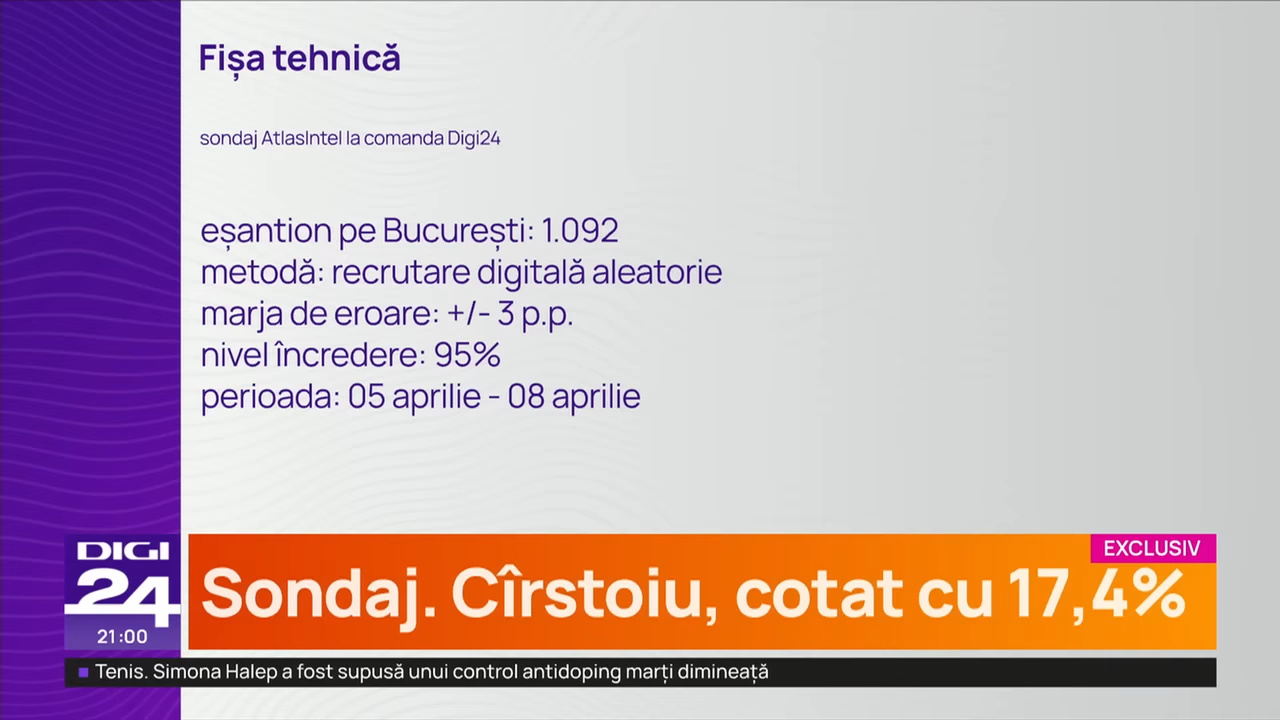 Fișa tehnică
sondaj AtlasIntel la comanda Digi24
eșantion pe București: 1.092
metodă: recrutare digitală aleatorie
marja de eroare: +/- 3 p.p.
nivel încredere: 95%
perioada: 05 aprilie - 08 aprilie
EXCLUSIV
DIGI
24
Sondaj. Cîrstoiu, cotat cu 17,4%
21:00
Tenis. Simona Halep a fost supusă unui control antidoping marți dimineață